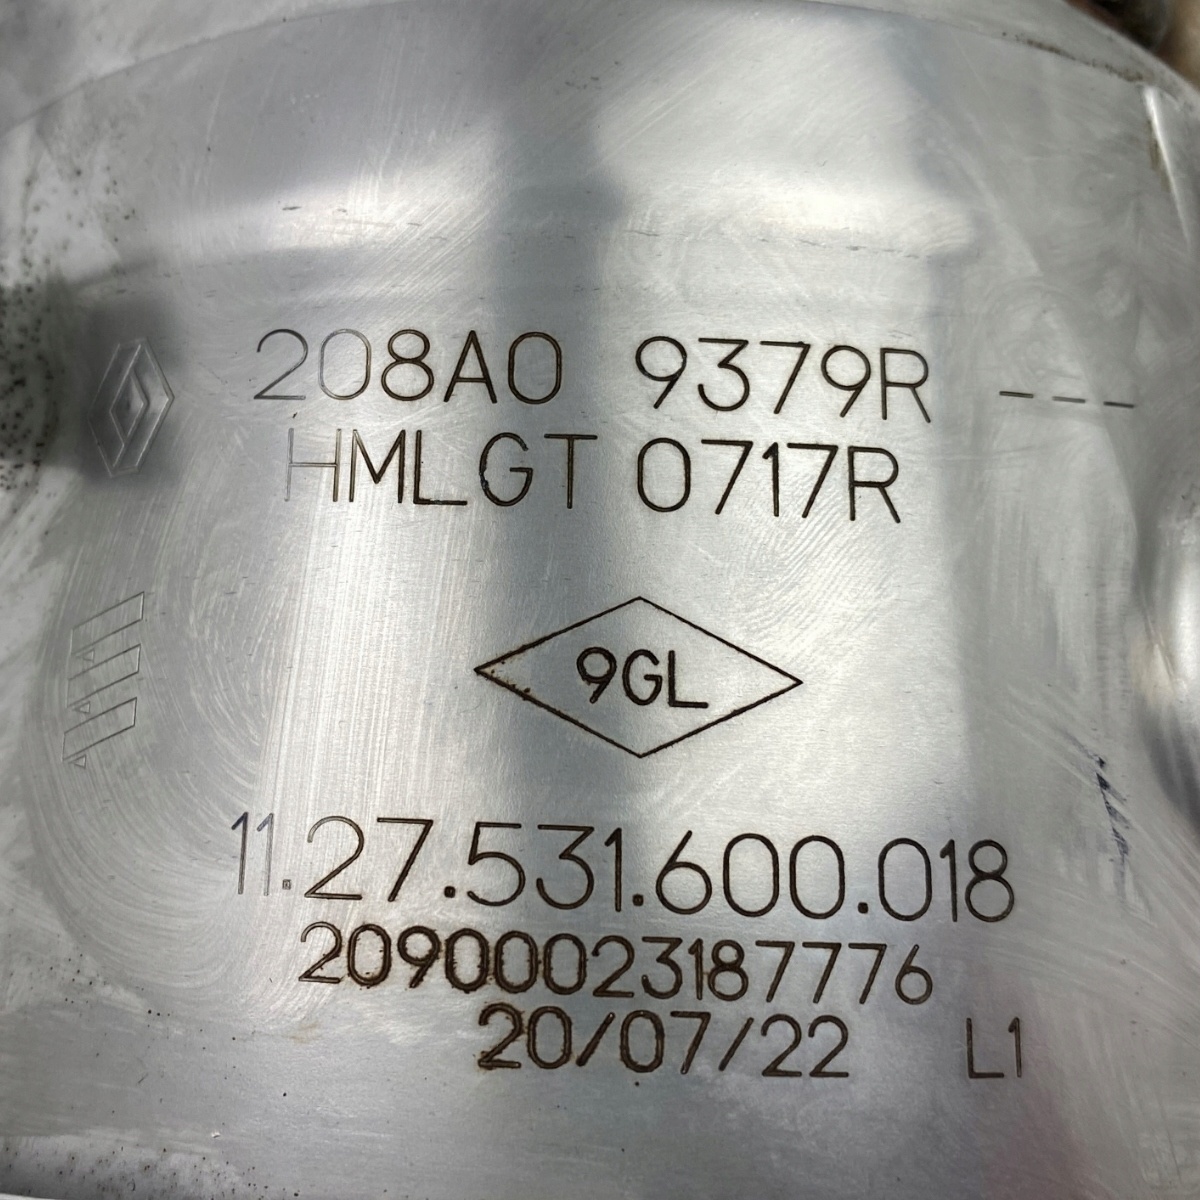 208A0 9379R ---
HMLGT 0717R
9GL
11.27.531.600.018
20900023187776
20/07/22 L1